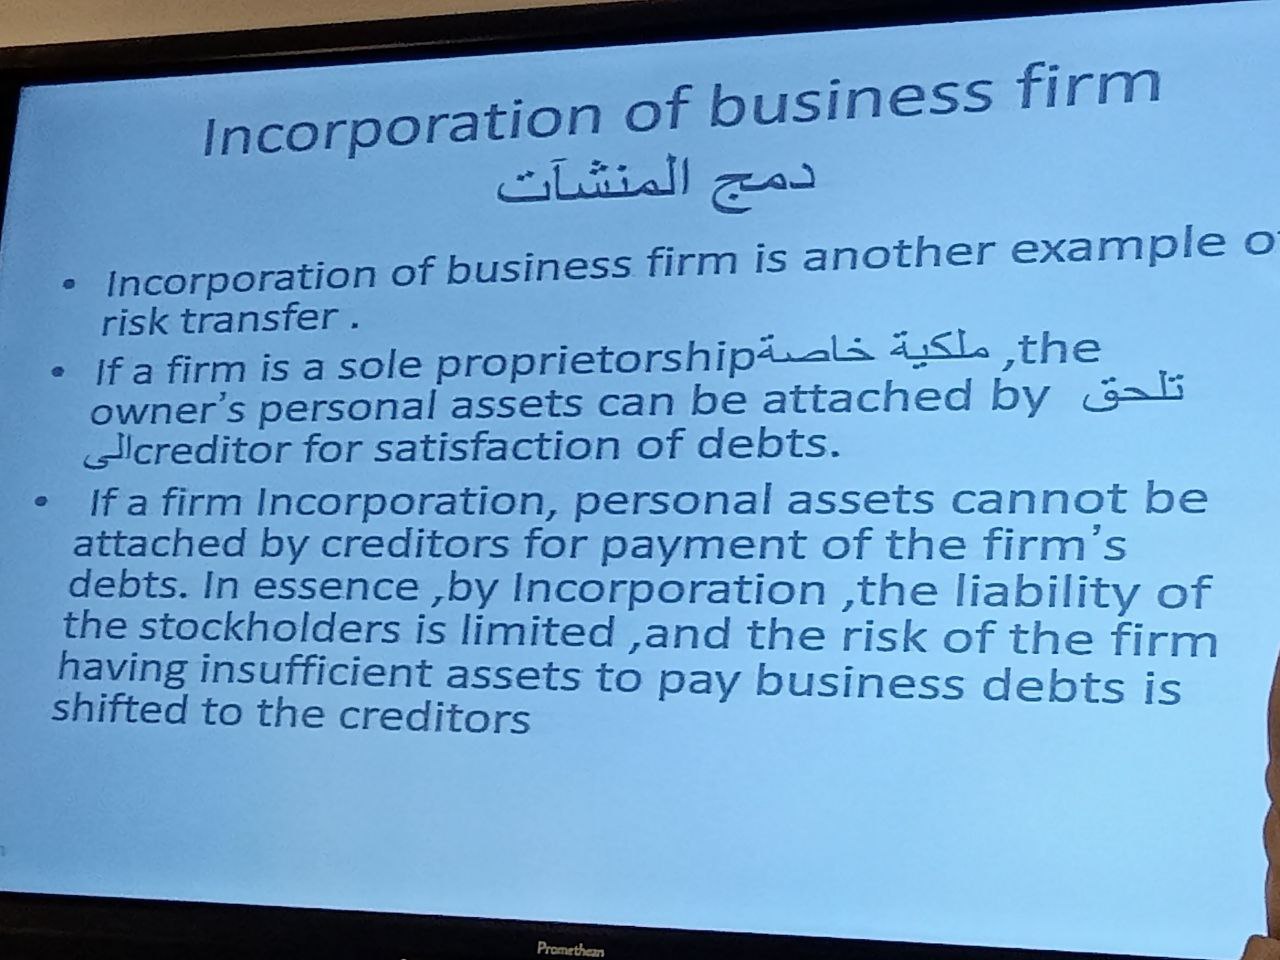 Incorporation of business firm
دمج المنشآت
• Incorporation of business firm is another example o
risk transfer .
• If a firm is a sole proprietorshipملكية خاصة ,the
owner's personal assets can be attached by تلحق
الىcreditor for satisfaction of debts.
• If a firm Incorporation, personal assets cannot be
attached by creditors for payment of the firm's
debts. In essence ,by Incorporation ,the liability of
the stockholders is limited ,and the risk of the firm
having insufficient assets to pay business debts is
shifted to the creditors
Promethean